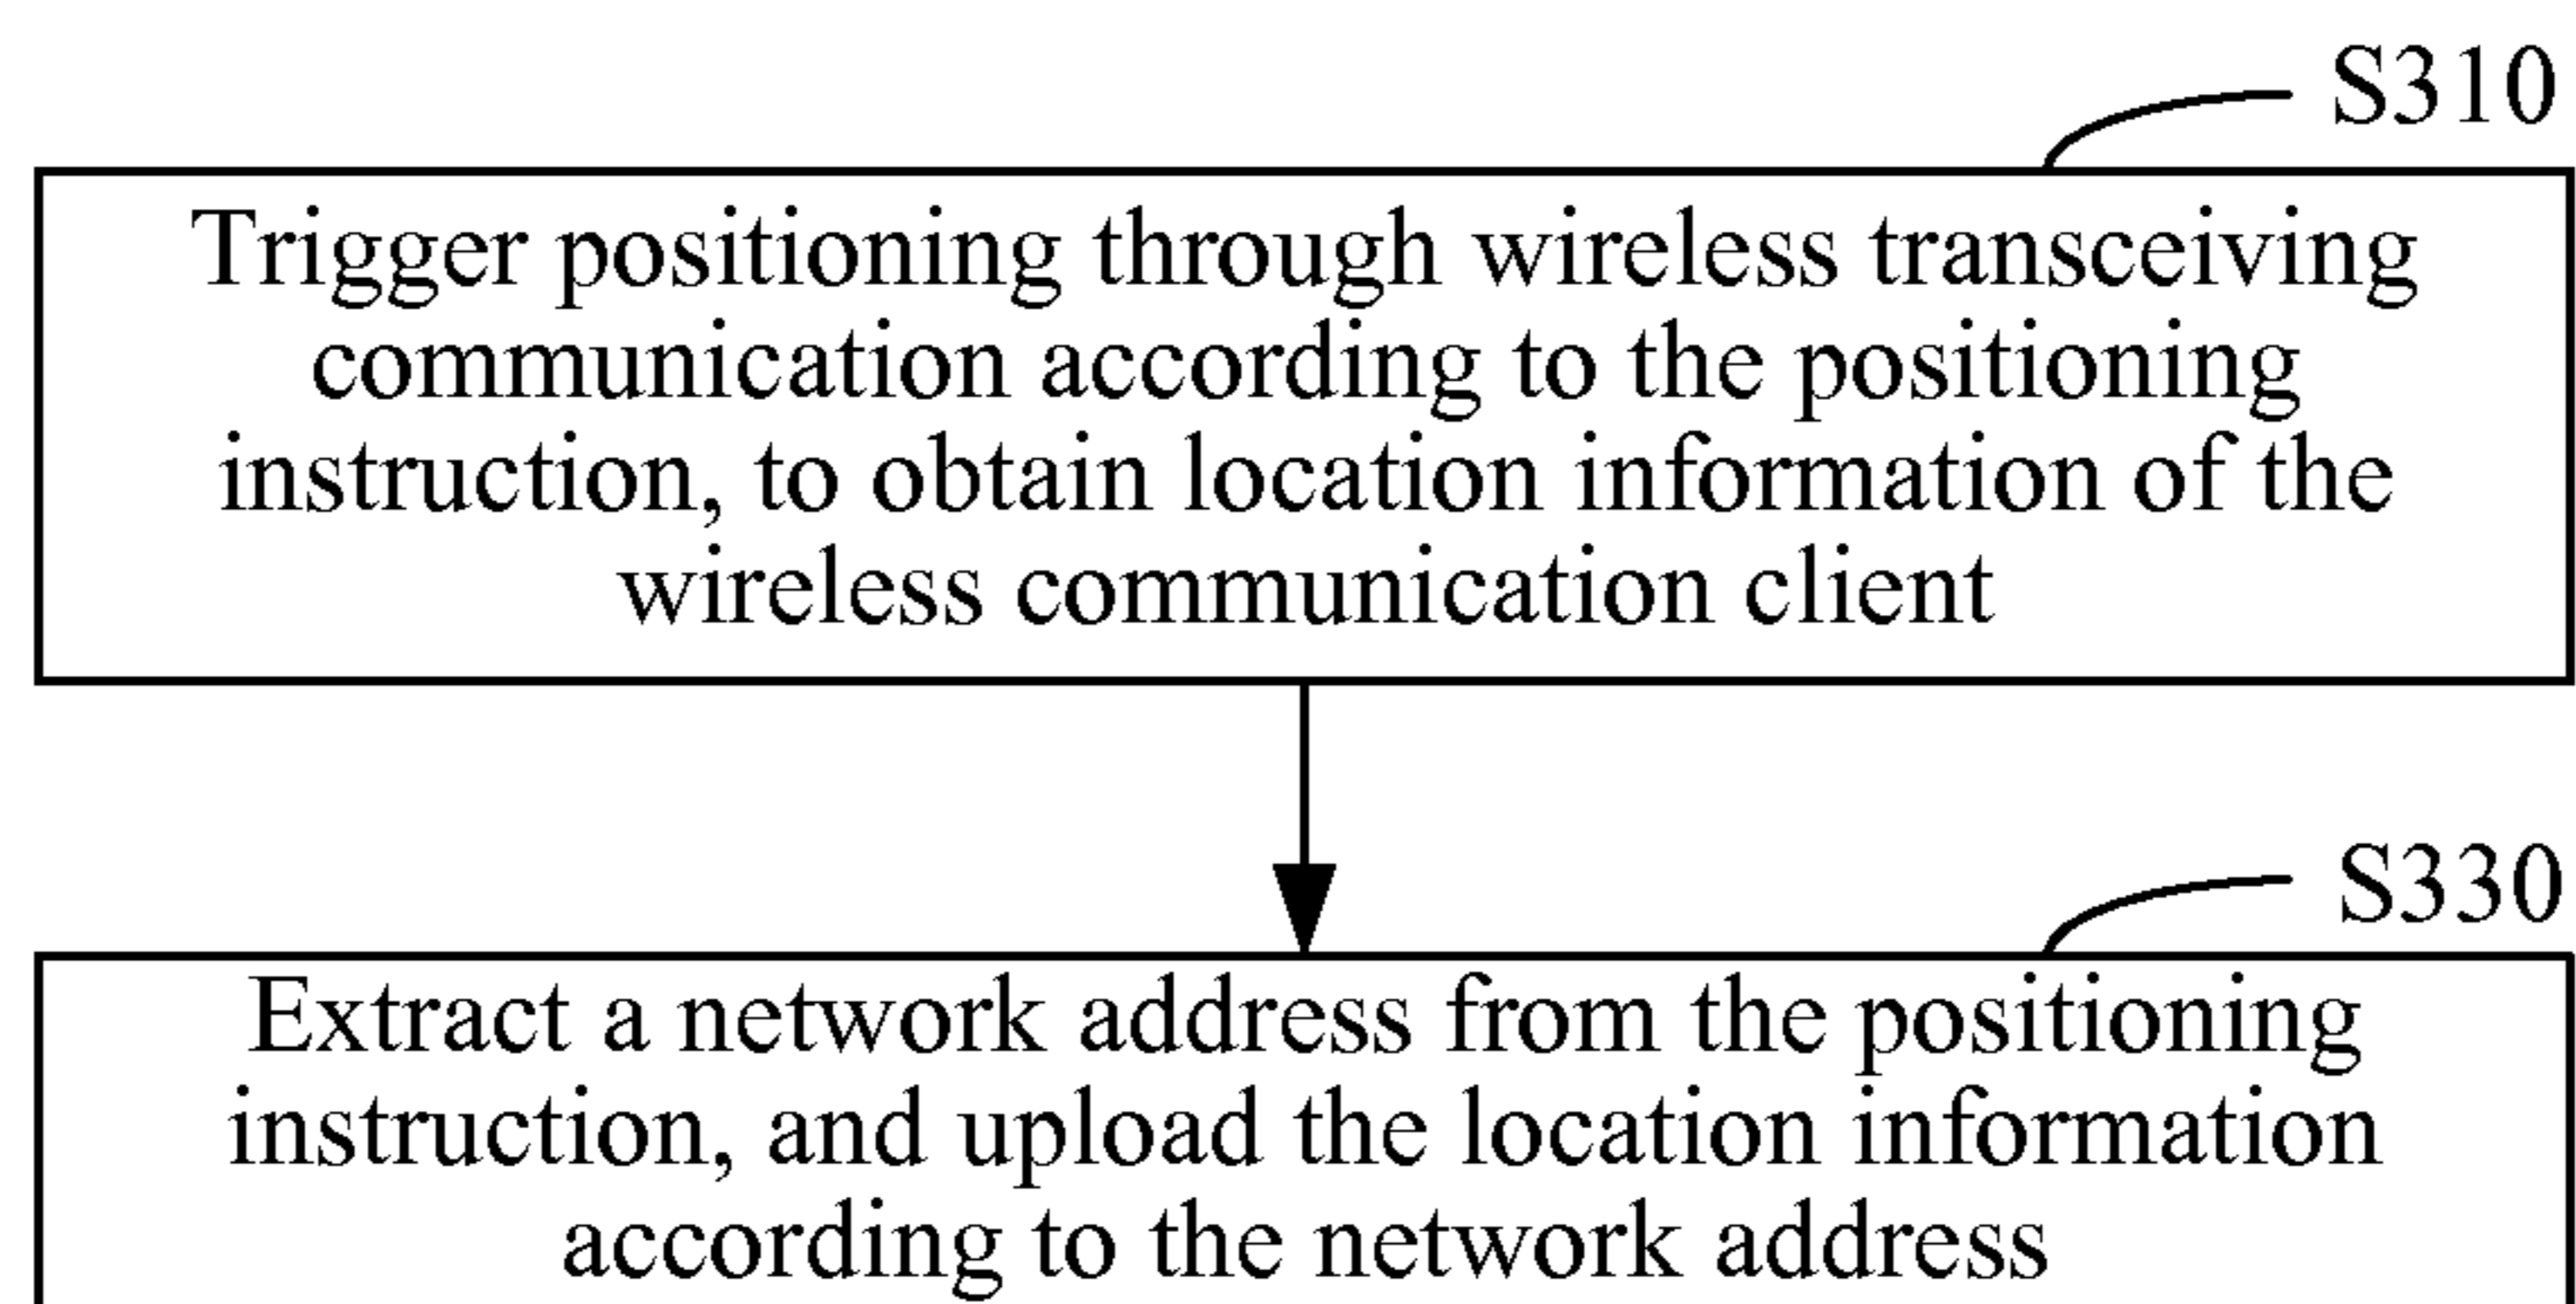 S310
Trigger positioning through wireless transceiving
communication according to the positioning
instruction, to obtain location information of the
wireless communication client
S330
Extract a network address from the positioning
instruction, and upload the location information
according to the network address